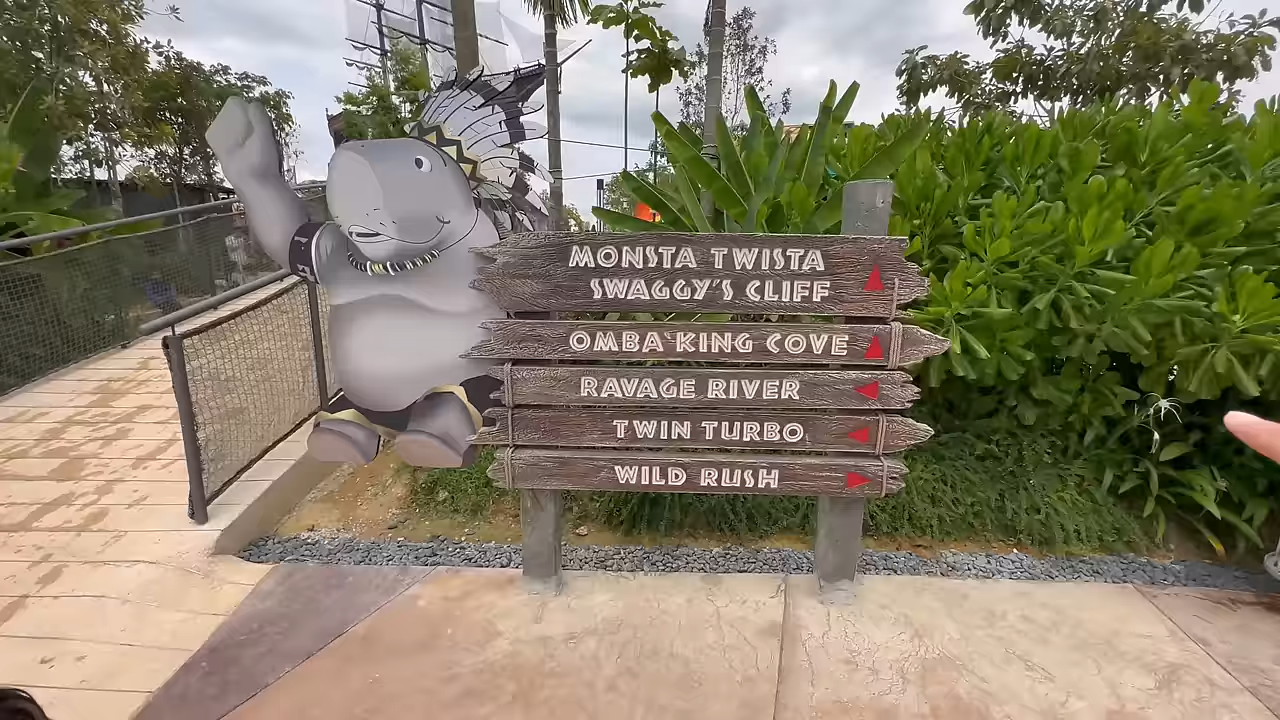 MONSTA TWISTA
SWAGGY'S CLIFF
OMBA KING COVE
RAVAGE RIVER
TWIN TURBO
WILD RUSH